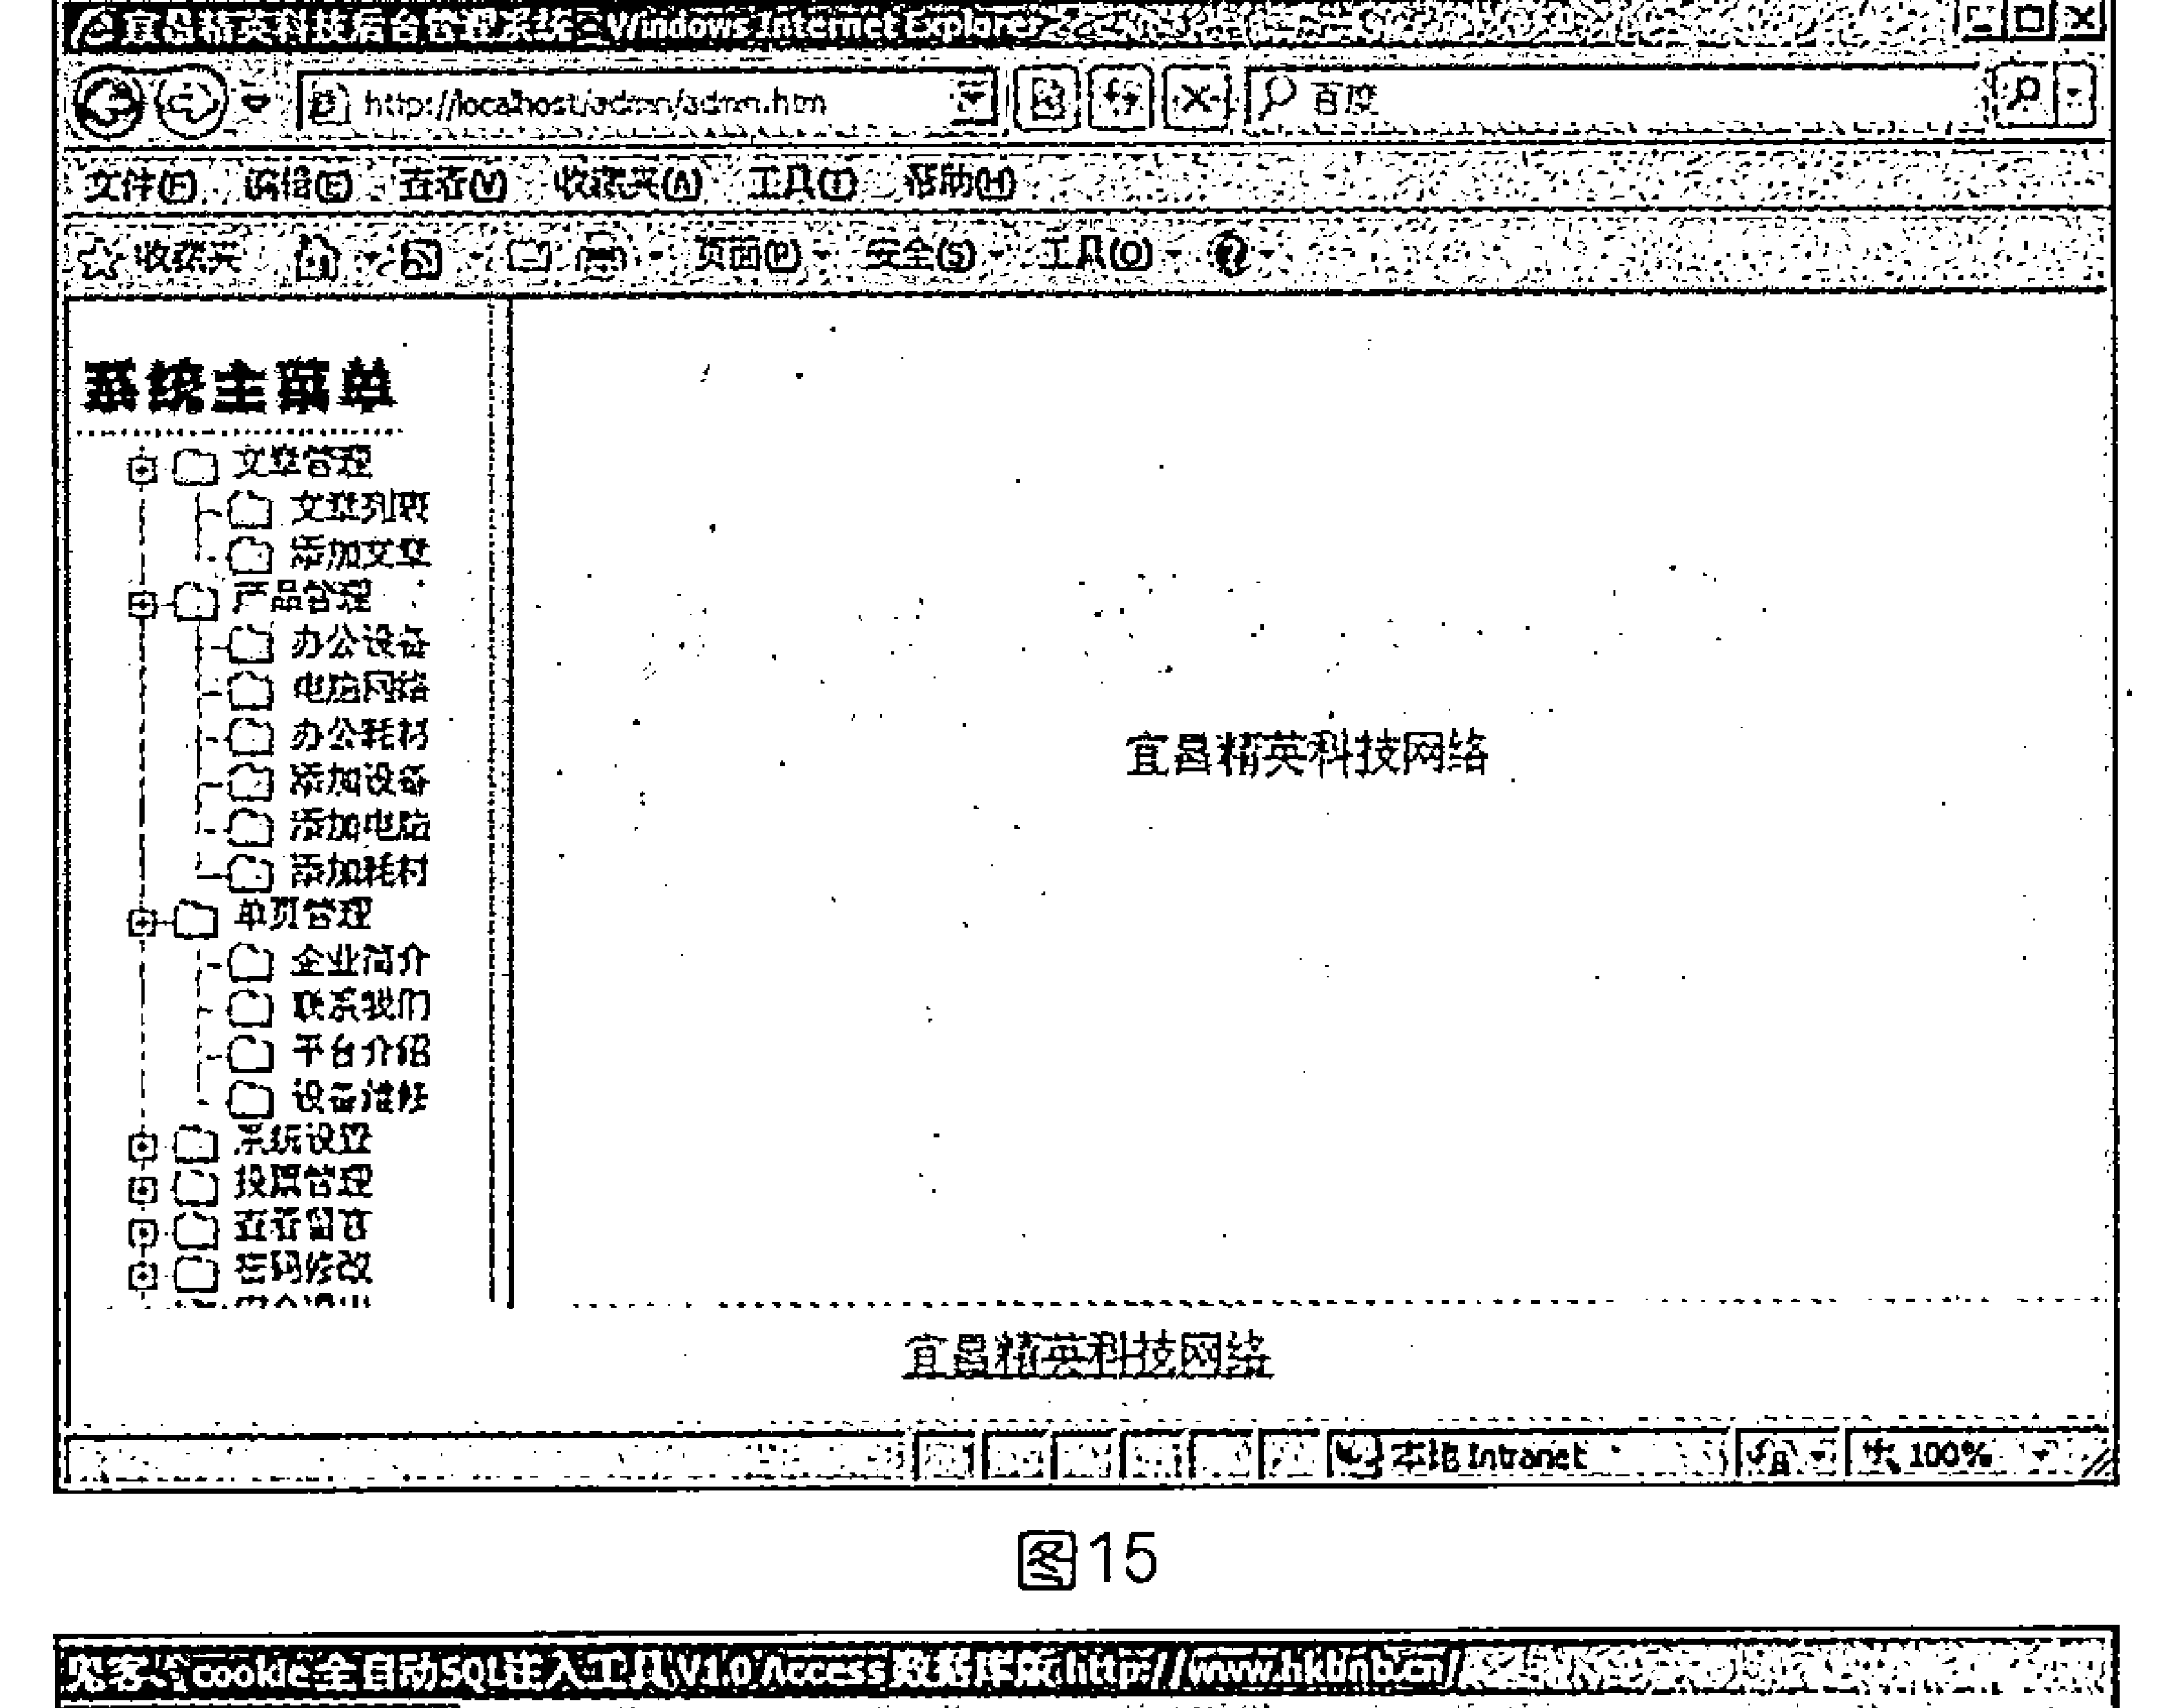 宜昌精英科技后台管理系统 - Windows Internet Explorer
http://localhost/admin/admin.htm
百度
文件(F) 编辑(E) 查看(V) 收藏夹(A) 工具(T) 帮助(H)
收藏夹 页面(P) 安全(S) 工具(O)
系统主菜单
文章管理
文章列表
添加文章
产品管理
办公设备
电脑网络
办公耗材
添加设备
添加电脑
添加耗材
单页管理
企业简介
联系我们
平台介绍
设备维修
系统设置
投票管理
查看留言
密码修改
宜昌精英科技网络
宜昌精英科技网络
本地 Intranet 100%
图15
cookie全自动SQL注入工具 V1.0 Access数据库版 http://www.hkbnb.cn/